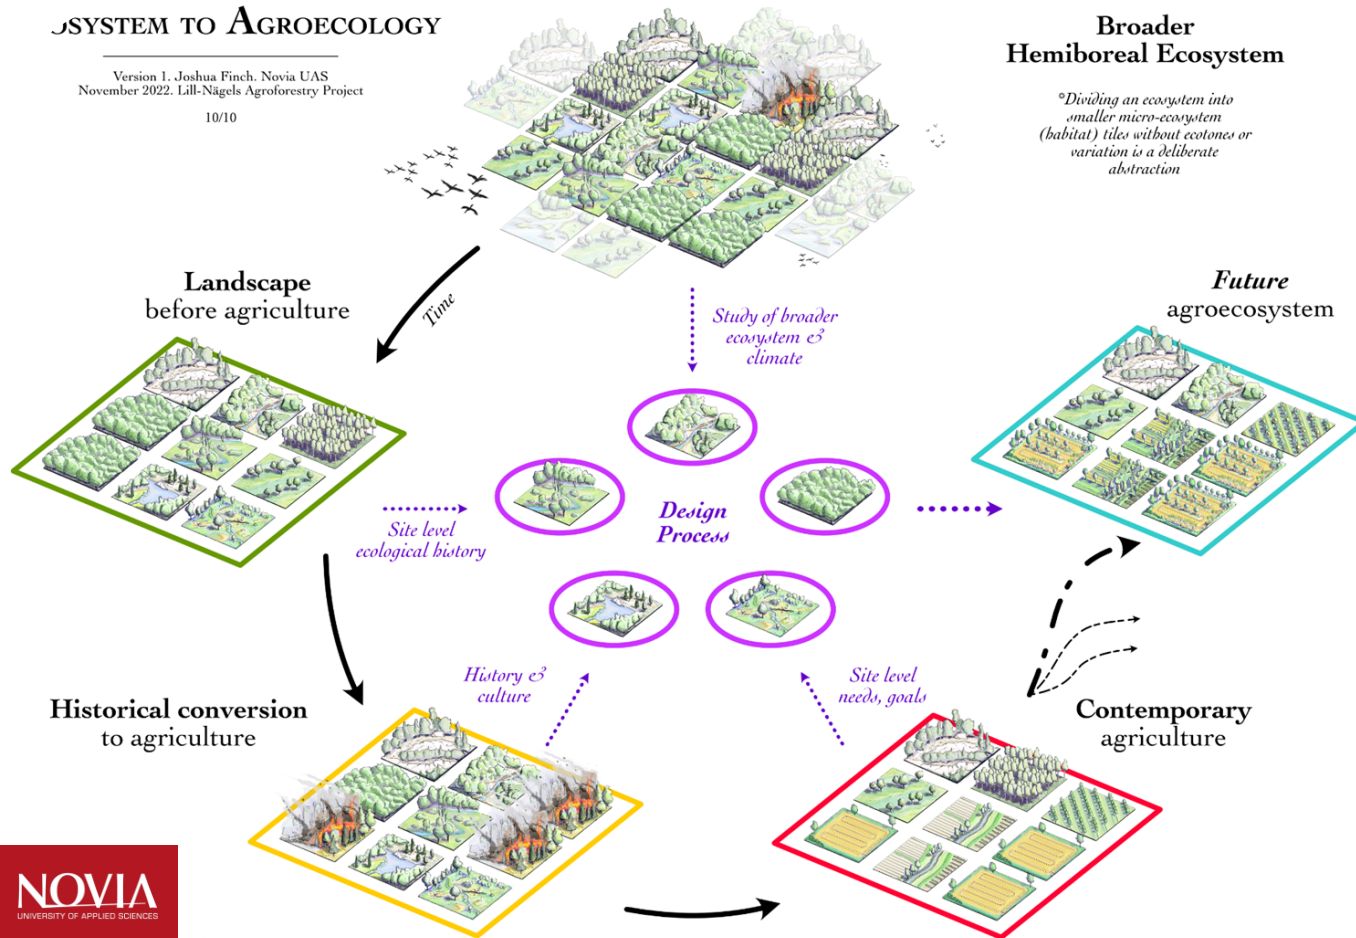 SYSTEM TO AGROECOLOGY
Version 1. Joshua Finch. Novia UAS
November 2022. Lill-Nägels Agroforestry Project
10/10
Broader
Hemiboreal Ecosystem
*Dividing an ecosystem into
smaller micro-ecosystem
(habitat) tiles without ecotones or
variation is a deliberate
abstraction
Landscape
before agriculture
Time
Study of broader
ecosystem &
climate
Future
agroecosystem
Design
Process
Site level
ecological history
History &
culture
Site level
needs, goals
Historical conversion
to agriculture
Contemporary
agriculture
NOVIA
UNIVERSITY OF APPLIED SCIENCES